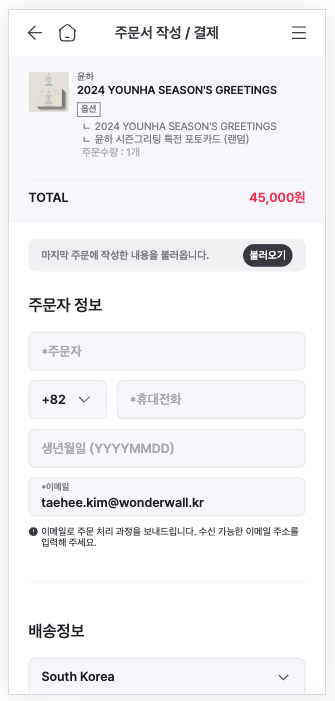 주문서 작성 / 결제
윤하
2024 YOUNHA SEASON'S GREETINGS
옵션
ㄴ 2024 YOUNHA SEASON'S GREETINGS
ㄴ 윤하 시즌그리팅 특전 포토카드 (랜덤)
주문수량 : 1개
TOTAL 45,000원
마지막 주문에 작성한 내용을 불러옵니다. 불러오기
주문자 정보
*주문자
+82 *휴대전화
생년월일 (YYYYMMDD)
*이메일
taehee.kim@wonderwall.kr
이메일로 주문 처리 과정을 보내드립니다. 수신 가능한 이메일 주소를
입력해 주세요.
배송정보
South Korea